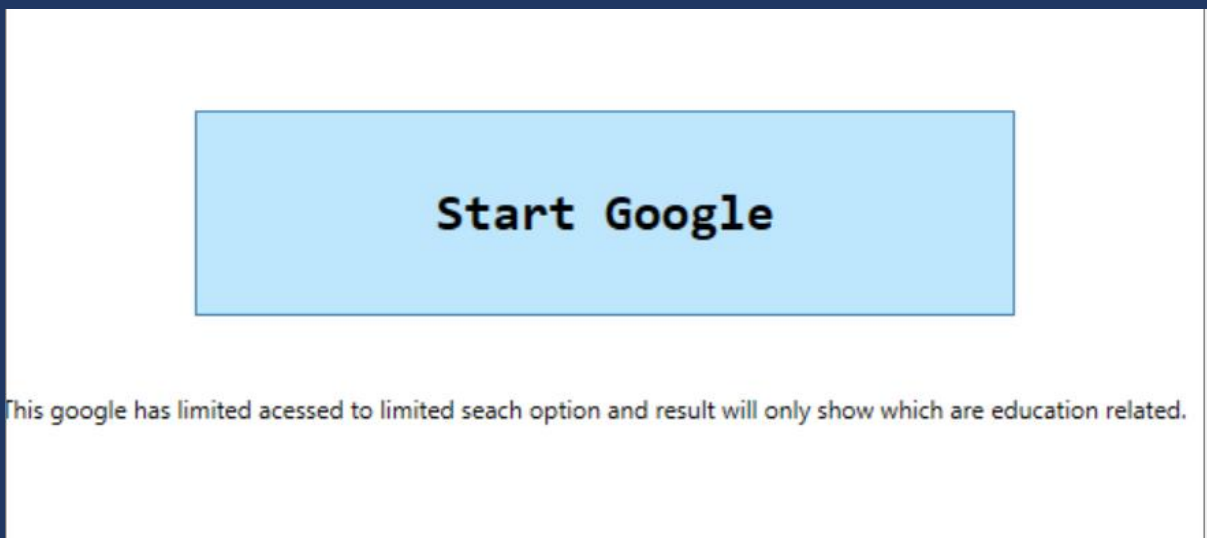 Start Google
This google has limited acessed to limited seach option and result will only show which are education related.